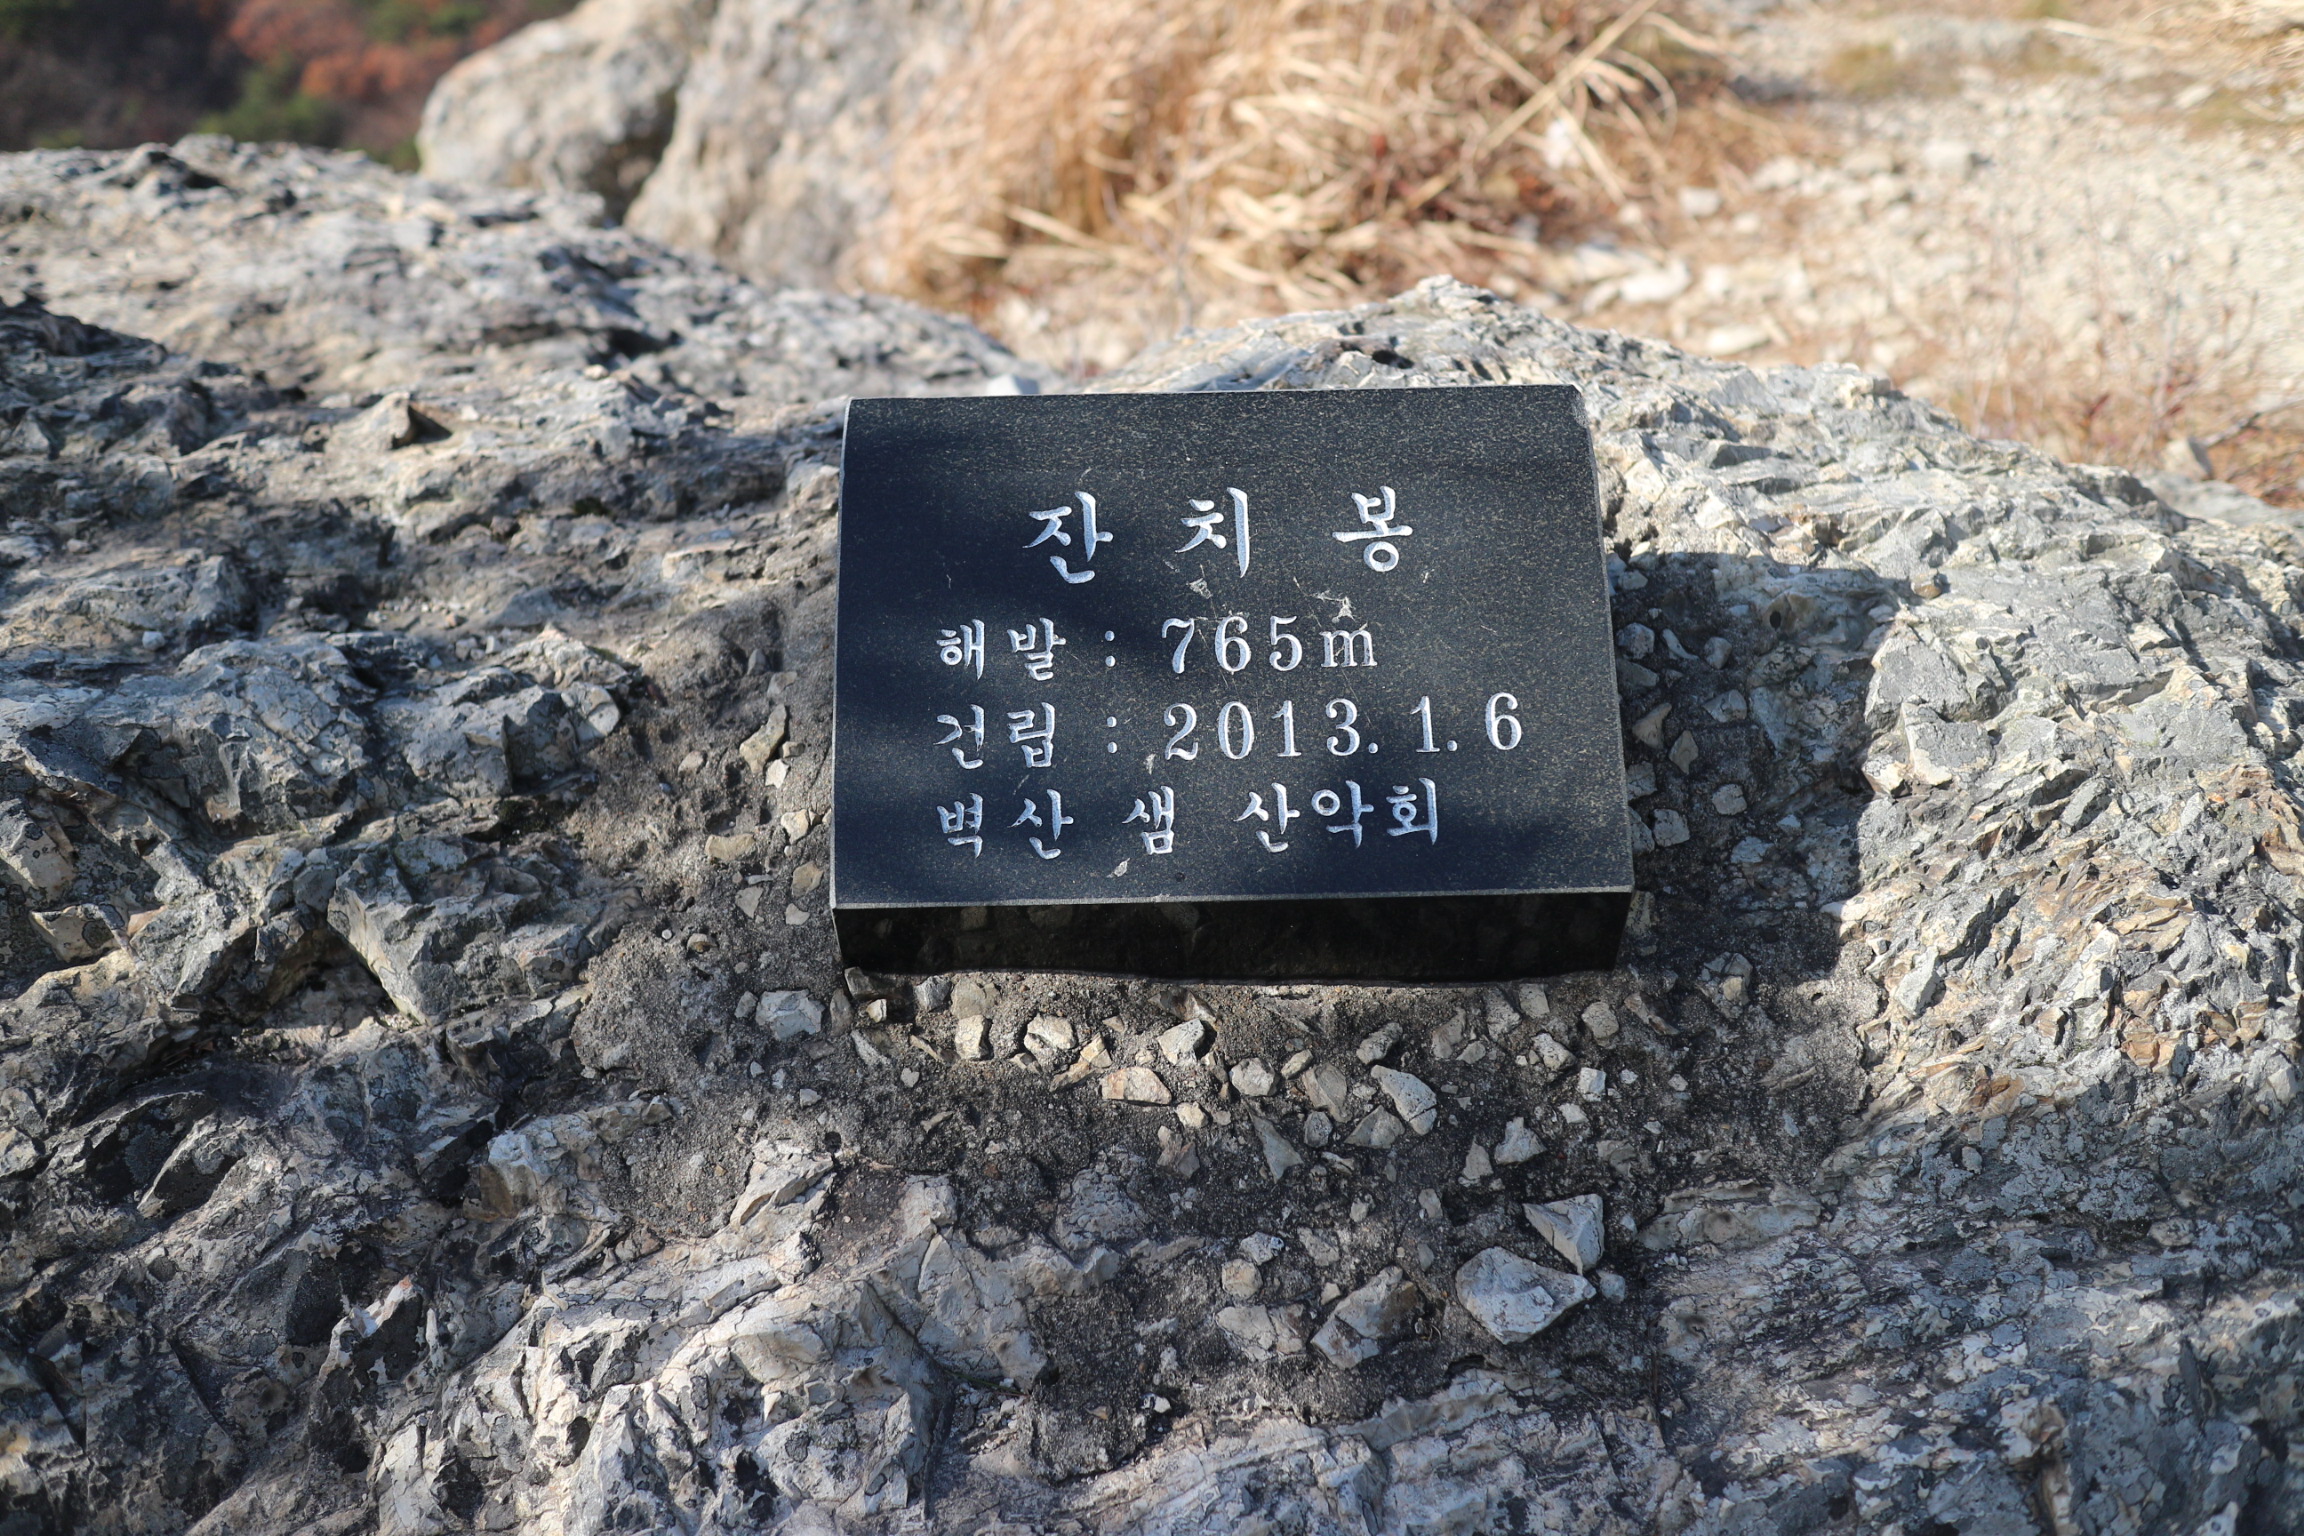 잔 치 봉
해발 : 765m
건립 : 2013. 1. 6
벽산 샘 산악회